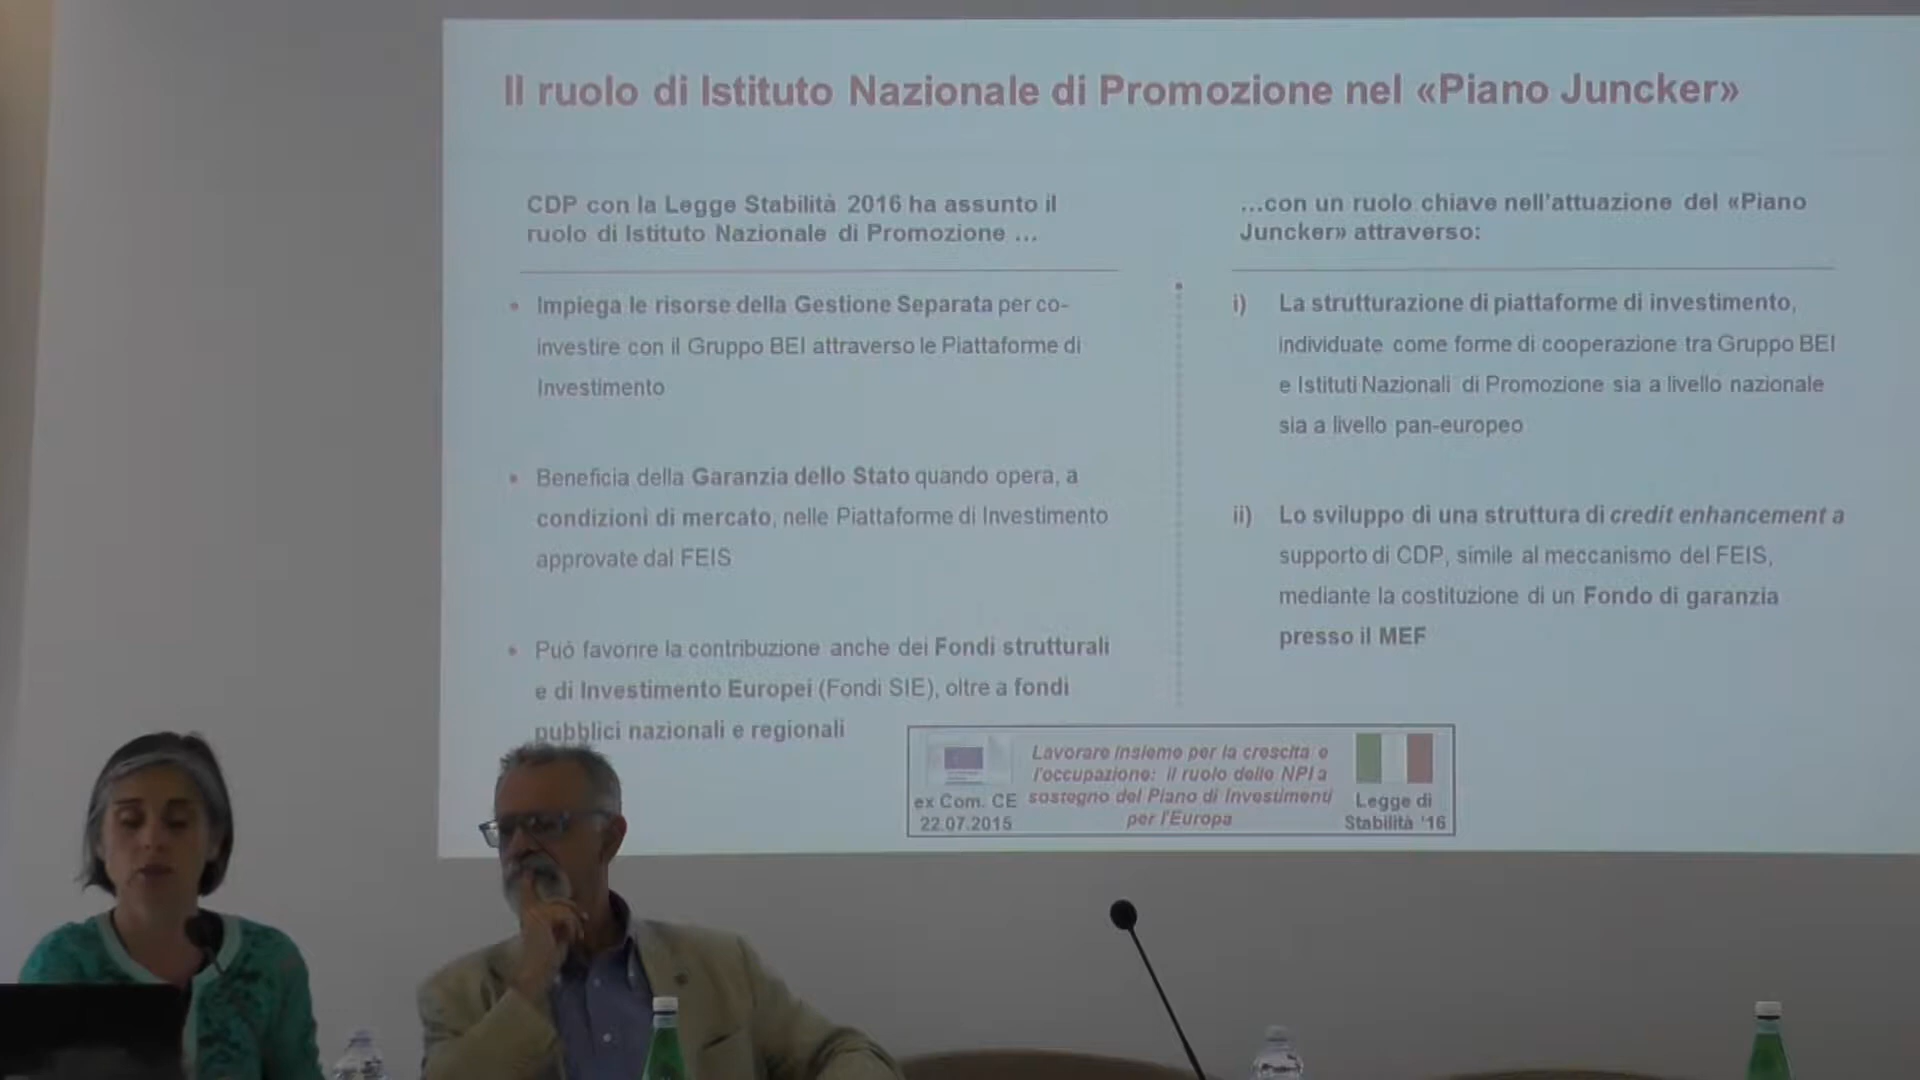 Il ruolo di Istituto Nazionale di Promozione nel «Piano Juncker»
CDP con la Legge Stabilità 2016 ha assunto il
ruolo di Istituto Nazionale di Promozione ...
• Impiega le risorse della Gestione Separata per co-
investire con il Gruppo BEI attraverso le Piattaforme di
Investimento
• Beneficia della Garanzia dello Stato quando opera, a
condizioni di mercato, nelle Piattaforme di Investimento
approvate dal FEIS
• Può favorire la contribuzione anche dei Fondi strutturali
e di Investimento Europei (Fondi SIE), oltre a fondi
pubblici nazionali e regionali
...con un ruolo chiave nell'attuazione del «Piano
Juncker» attraverso:
i) La strutturazione di piattaforme di investimento,
individuate come forme di cooperazione tra Gruppo BEI
e Istituti Nazionali di Promozione sia a livello nazionale
sia a livello pan-europeo
ii) Lo sviluppo di una struttura di credit enhancement a
supporto di CDP, simile al meccanismo del FEIS,
mediante la costituzione di un Fondo di garanzia
presso il MEF
ex Com. CE
22.07.2015
Lavorare insieme per la crescita e
l'occupazione: il ruolo delle NPI a
sostegno del Piano di Investimenti
per l'Europa
Legge di
Stabilità '16